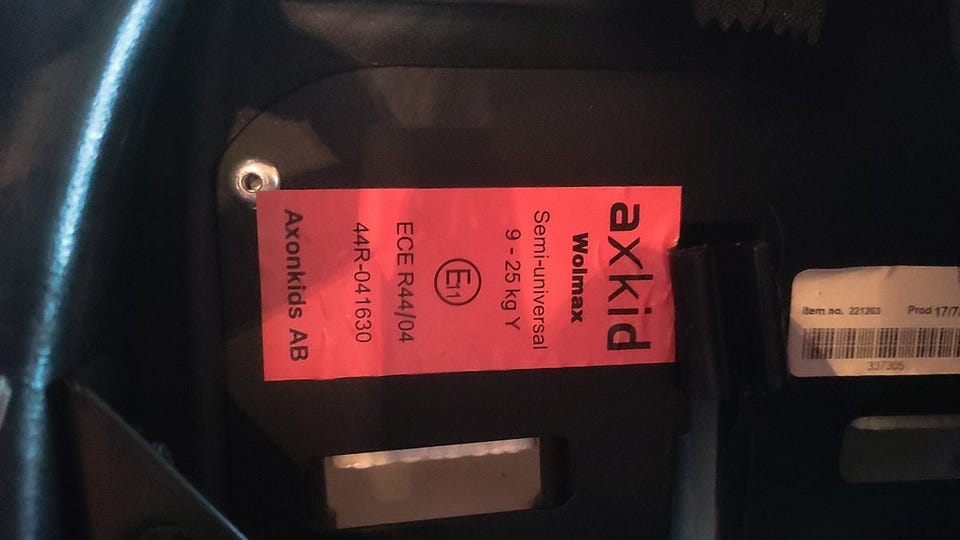 axkid
Wolmax
Semi-universal
9 - 25 kg Y
E11
ECE R44/04
44R-041630
Axonkids AB
Item no. 221263 Prod 17/7
337305